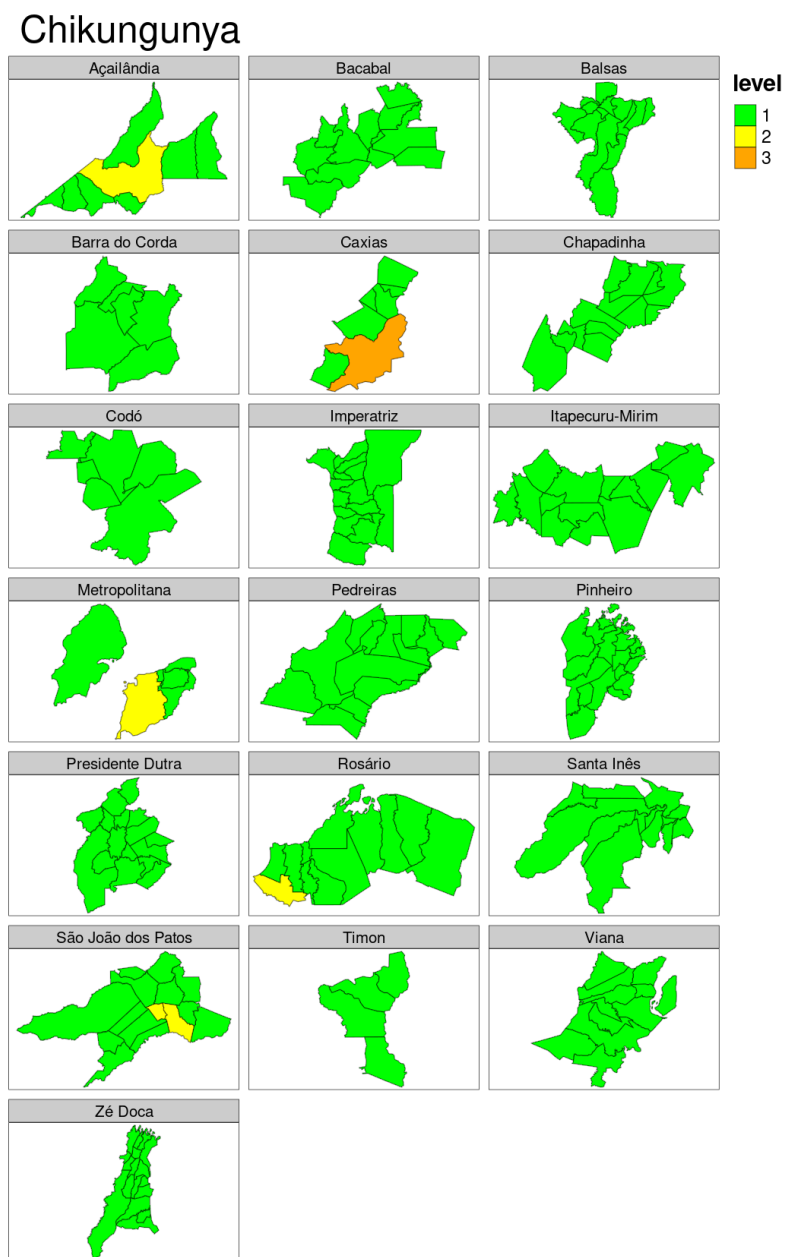 Chikungunya
Açailândia
Bacabal
Balsas
level
1
2
3
Barra do Corda
Caxias
Chapadinha
Codó
Imperatriz
Itapecuru-Mirim
Metropolitana
Pedreiras
Pinheiro
Presidente Dutra
Rosário
Santa Inês
São João dos Patos
Timon
Viana
Zé Doca